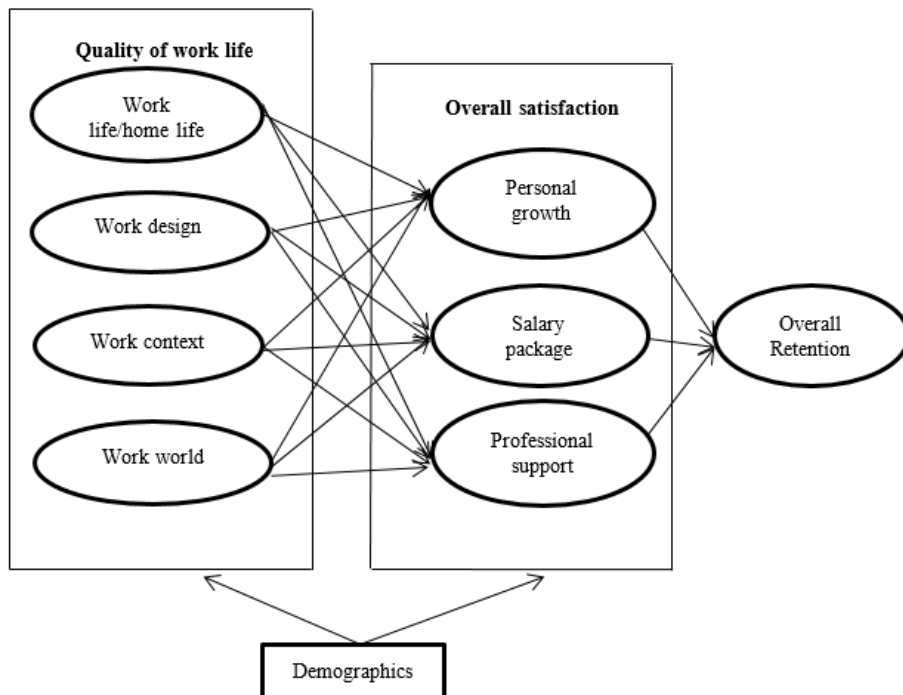 Quality of work life
Work
life/home life
Work design
Work context
Work world
Overall satisfaction
Personal
growth
Salary
package
Professional
support
Overall
Retention
Demographics